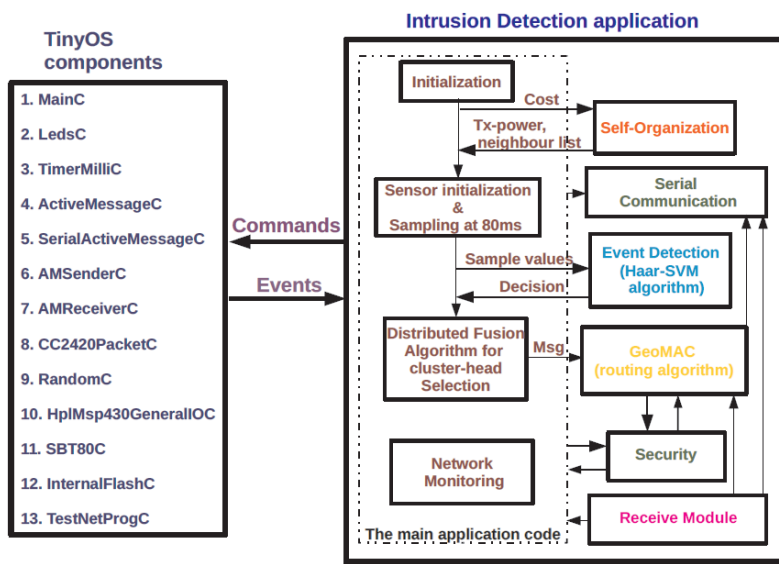 TinyOS
components
1. MainC
2. LedsC
3. TimerMilliC
4. ActiveMessageC
5. SerialActiveMessageC
6. AMSenderC
7. AMReceiverC
8. CC2420PacketC
9. RandomC
10. HplMsp430GeneralIOC
11. SBT80C
12. InternalFlashC
13. TestNetProgC
Commands
Events
Intrusion Detection application
Initialization
Cost
Self-Organization
Tx-power,
neighbour list
Sensor initialization
&
Sampling at 80ms
Serial
Communication
Sample values
Event Detection
(Haar-SVM
algorithm)
Decision
Distributed Fusion
Algorithm for
cluster-head
Selection
Msg
GeoMAC
(routing algorithm)
Network
Monitoring
Security
Receive Module
The main application code